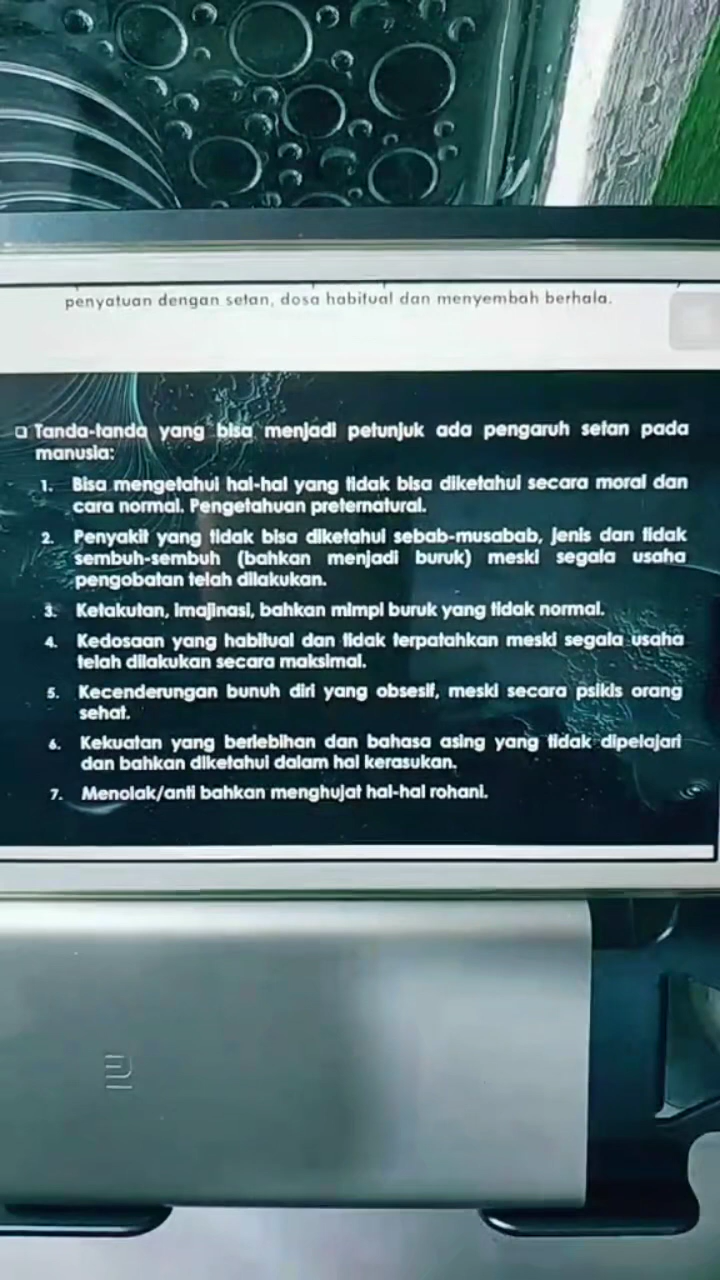 penyatuan dengan setan, dosa habitual dan menyembah berhala.
❑ Tanda-tanda yang bisa menjadi petunjuk ada pengaruh setan pada
manusia:
1. Bisa mengetahui hal-hal yang tidak bisa diketahui secara moral dan
cara normal. Pengetahuan preternatural.
2. Penyakit yang tidak bisa diketahui sebab-musabab, jenis dan tidak
sembuh-sembuh (bahkan menjadi buruk) meski segala usaha
pengobatan telah dilakukan.
3. Ketakutan, imajinasi, bahkan mimpi buruk yang tidak normal.
4. Kedosaan yang habitual dan tidak terpatahkan meski segala usaha
telah dilakukan secara maksimal.
5. Kecenderungan bunuh diri yang obsesif, meski secara psikis orang
sehat.
6. Kekuatan yang berlebihan dan bahasa asing yang tidak dipelajari
dan bahkan diketahui dalam hal kerasukan.
7. Menolak/anti bahkan menghujat hal-hal rohani.